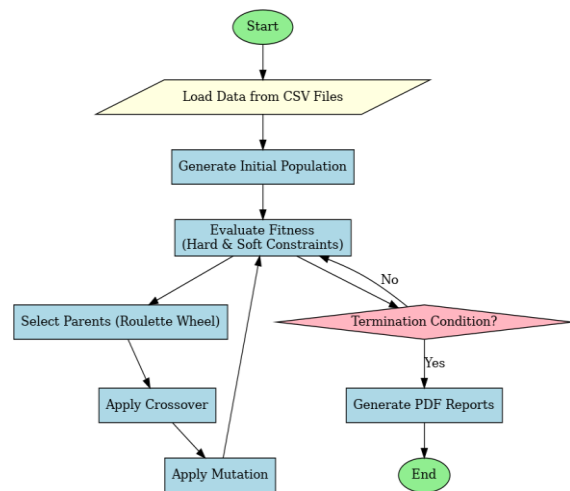 Start
Load Data from CSV Files
Generate Initial Population
Evaluate Fitness
(Hard & Soft Constraints)
No
Select Parents (Roulette Wheel)
Termination Condition?
Yes
Apply Crossover
Generate PDF Reports
Apply Mutation
End